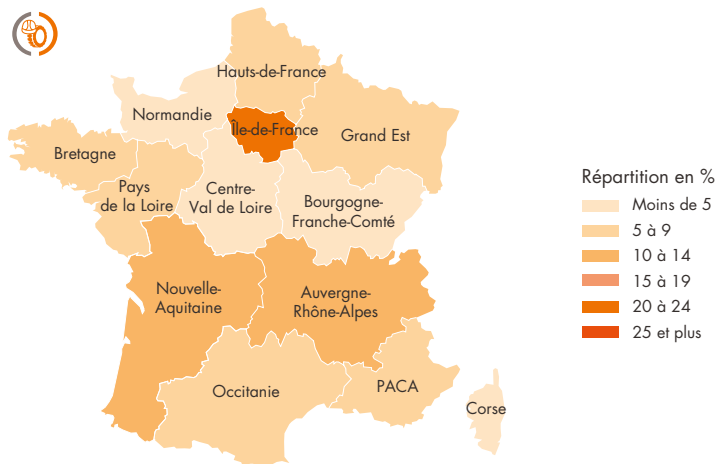 Hauts-de-France
Normandie
Île-de-France
Grand Est
Bretagne
Pays
de la Loire
Centre-
Val de Loire
Bourgogne-
Franche-Comté
Nouvelle-
Aquitaine
Auvergne-
Rhône-Alpes
Occitanie
PACA
Corse
Répartition en %
Moins de 5
5 à 9
10 à 14
15 à 19
20 à 24
25 et plus